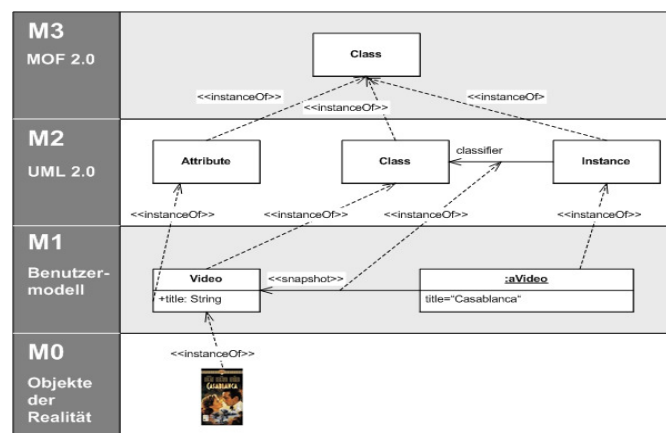 M3
MOF 2.0
Class
<<instanceOf>>
<<instanceOf>>
<<instanceOf>
M2
UML 2.0
Attribute
Class
classifier
Instance
<<instanceOf>>
<<instanceOf>>
<<instanceOf>>
<<instanceOf>>
M1
Benutzer-
modell
Video
+title: String
<<snapshot>>
:aVideo
title="Casablanca"
M0
Objekte
der
Realität
<<instanceOf>>
CASABLANCA